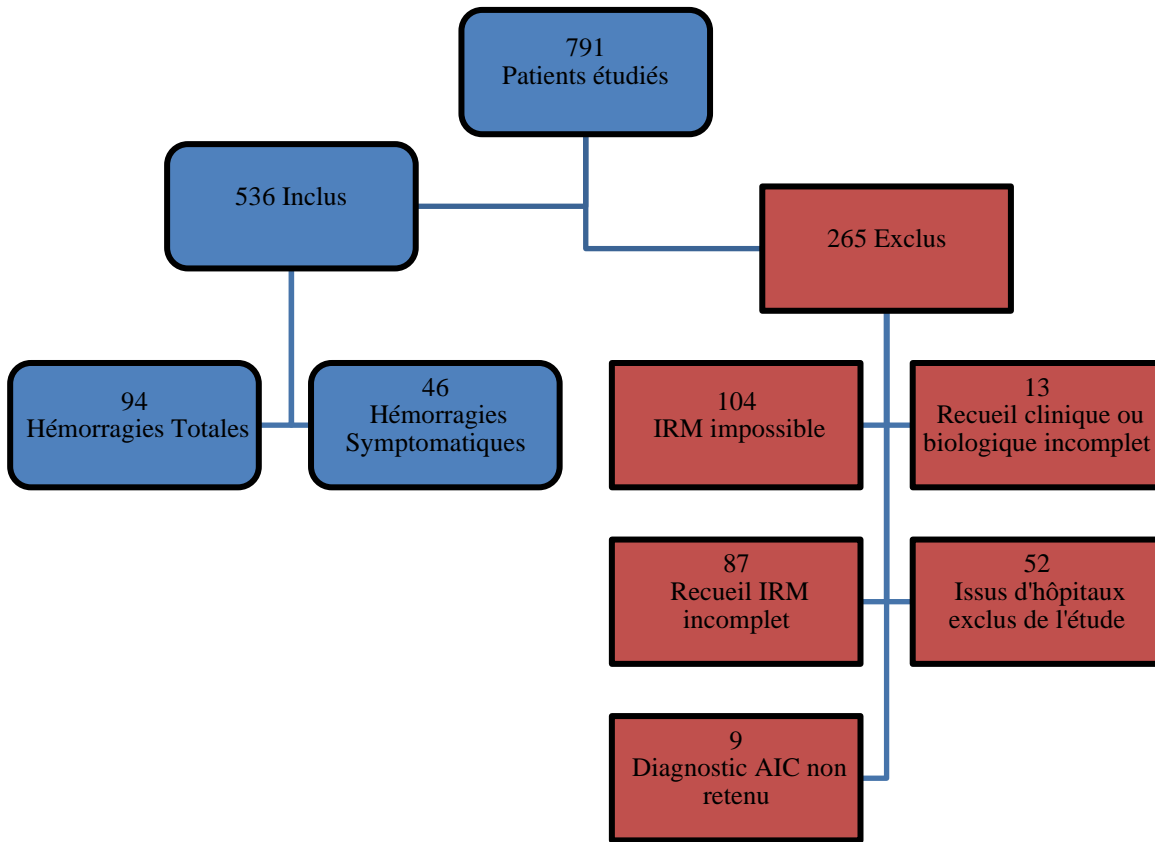 791
Patients étudiés
536 Inclus
265 Exclus
94
Hémorragies Totales
46
Hémorragies
Symptomatiques
104
IRM impossible
13
Recueil clinique ou
biologique incomplet
87
Recueil IRM
incomplet
52
Issus d'hôpitaux
exclus de l'étude
9
Diagnostic AIC non
retenu